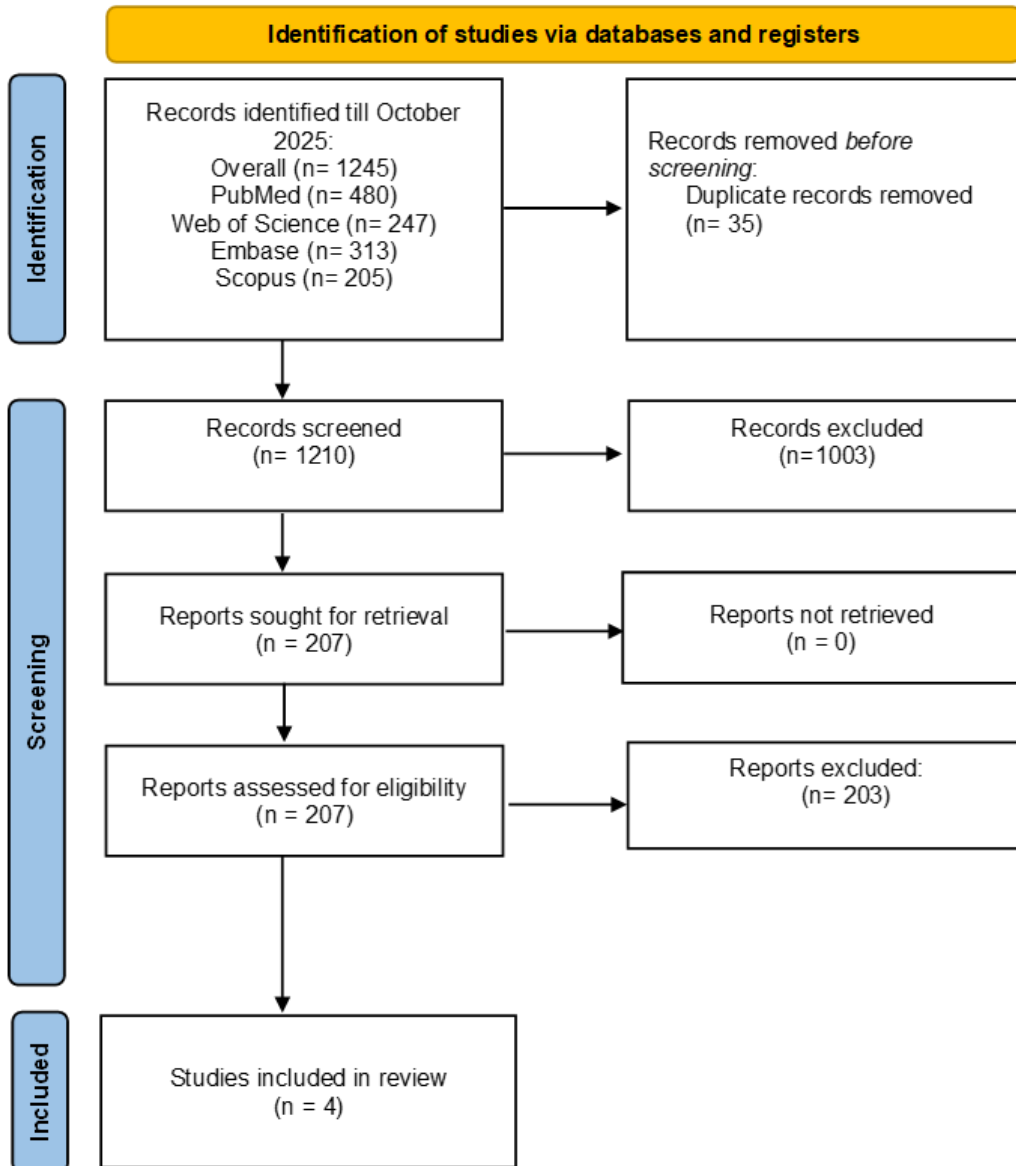 Identification of studies via databases and registers
Identification
Records identified till October
2025:
Overall (n= 1245)
PubMed (n= 480)
Web of Science (n= 247)
Embase (n= 313)
Scopus (n= 205)
Records removed before
screening:
Duplicate records removed
(n= 35)
Screening
Records screened
(n= 1210)
Records excluded
(n=1003)
Reports sought for retrieval
(n = 207)
Reports not retrieved
(n = 0)
Reports assessed for eligibility
(n = 207)
Reports excluded:
(n= 203)
Included
Studies included in review
(n = 4)